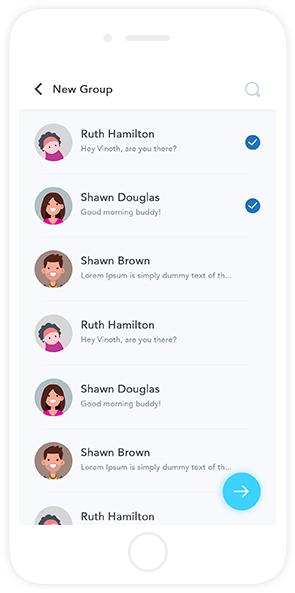 New Group
Ruth Hamilton
Hey Vinoth, are you there?
Shawn Douglas
Good morning buddy!
Shawn Brown
Lorem Ipsum is simply dummy text of th...
Ruth Hamilton
Hey Vinoth, are you there?
Shawn Douglas
Good morning buddy!
Shawn Brown
Lorem Ipsum is simply dummy text of th...
Ruth Hamilton